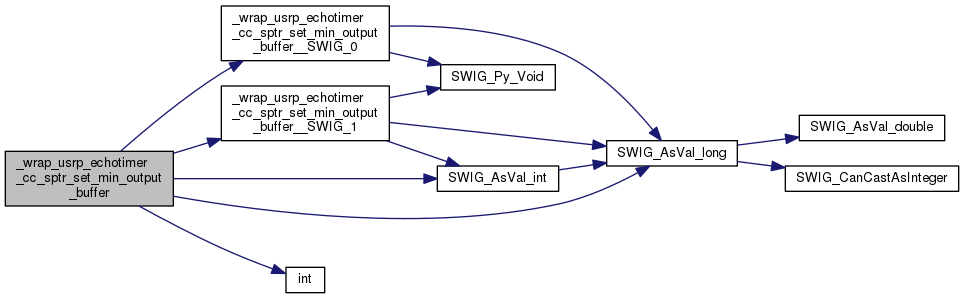 _wrap_usrp_echotimer
_cc_sptr_set_min_output
_buffer__SWIG_0
SWIG_Py_Void
_wrap_usrp_echotimer
_cc_sptr_set_min_output
_buffer__SWIG_1
SWIG_AsVal_double
SWIG_AsVal_long
_wrap_usrp_echotimer
_cc_sptr_set_min_output
_buffer
SWIG_AsVal_int
SWIG_CanCastAsInteger
int